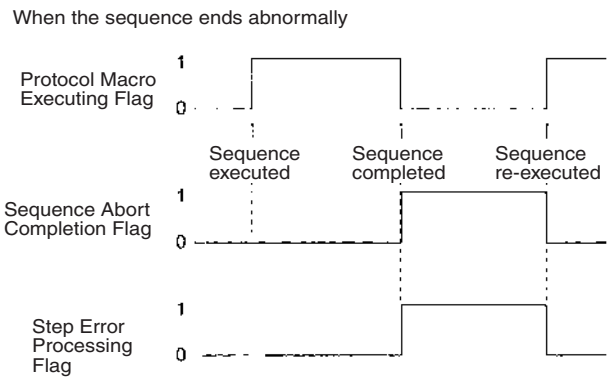 When the sequence ends abnormally
1
Protocol Macro
Executing Flag
0
Sequence
executed
Sequence
completed
Sequence
re-executed
1
Sequence Abort
Completion Flag
0
1
Step Error
Processing
Flag
0